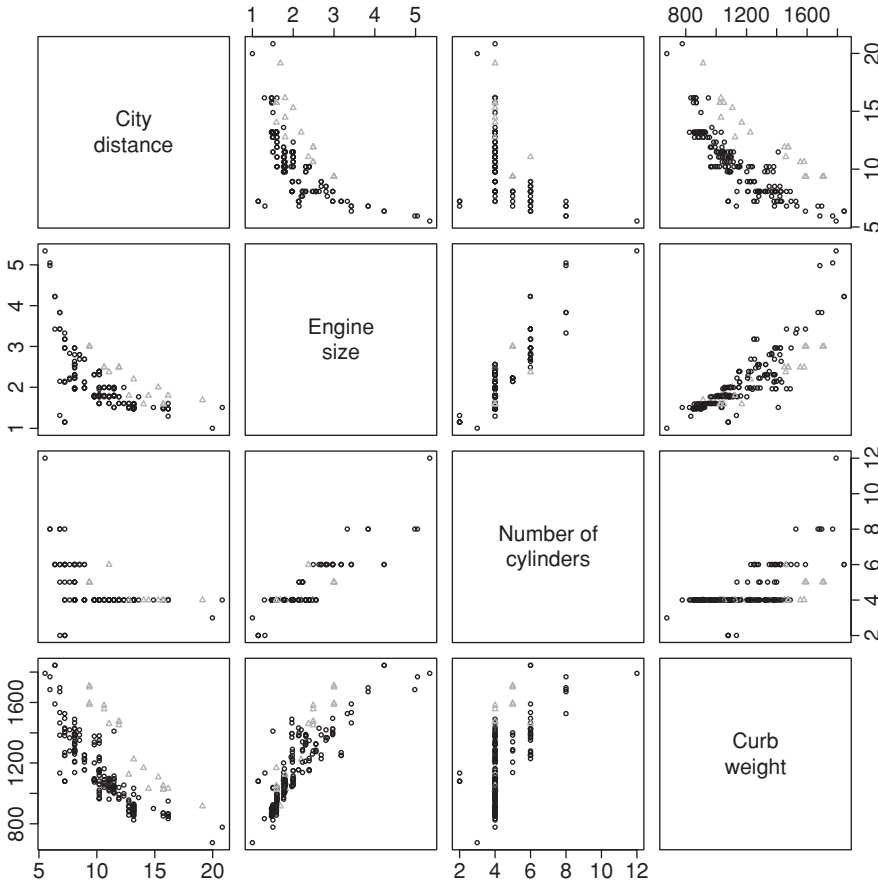 1 2 3 4 5
800 1200 1600
City
distance
5 10 15 20
1 2 3 4 5
Engine
size
Number of
cylinders
2 4 6 8 10 12
800 1200 1600
Curb
weight
5 10 15 20
2 4 6 8 10 12